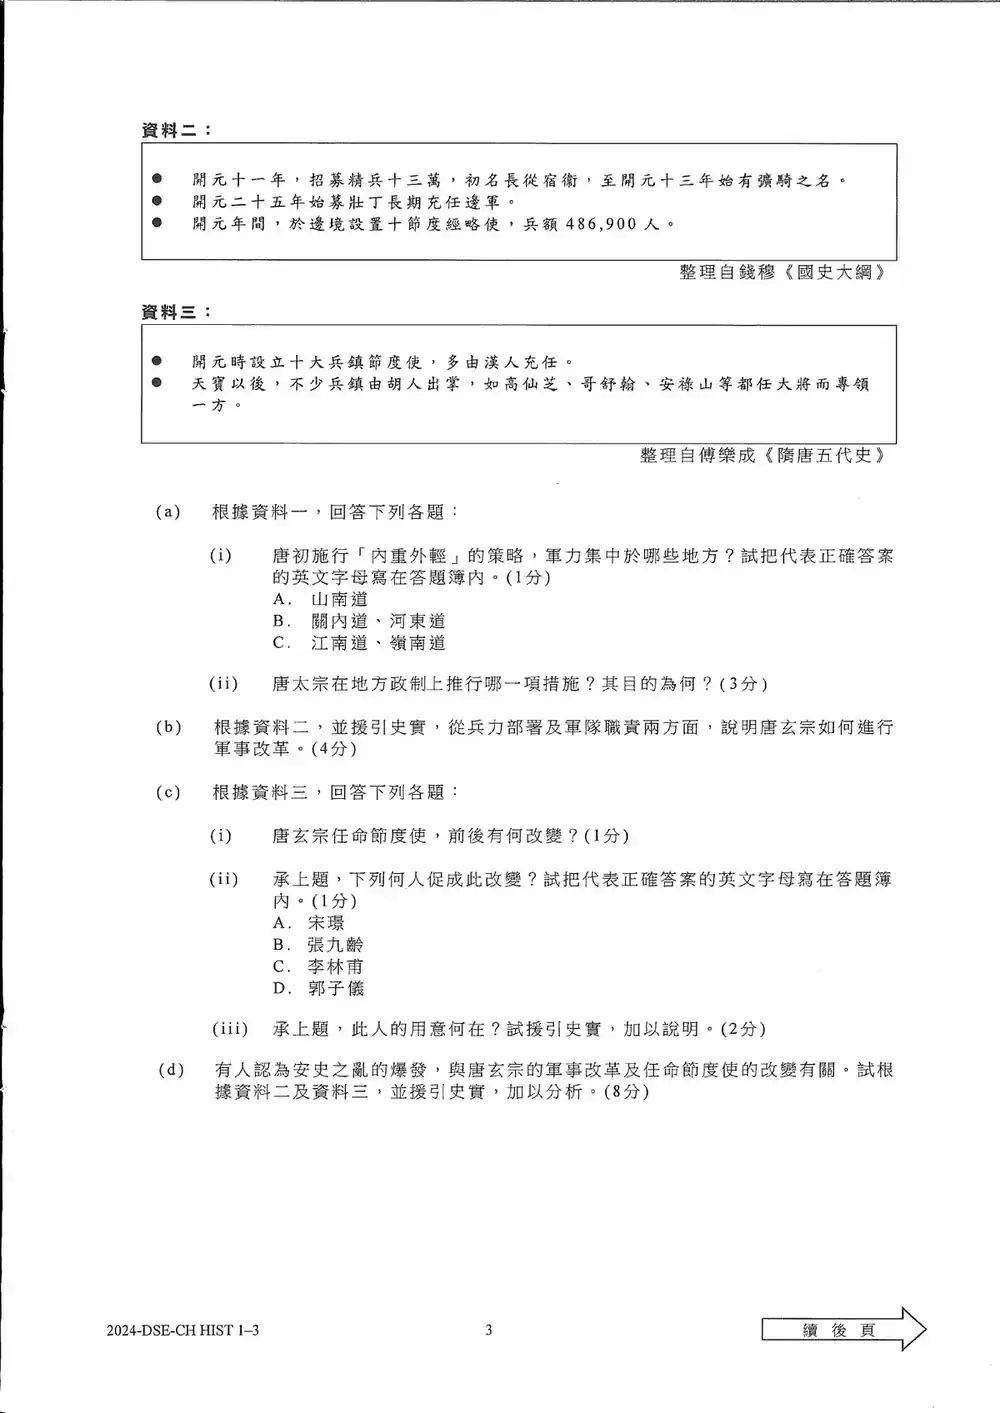 資料二：
● 開元十一年，招募精兵十三萬，初名長從宿衞，至開元十三年始有彍騎之名。
● 開元二十五年始募壯丁長期充任邊軍。
● 開元年間，於邊境設置十節度經略使，兵額 486,900 人。
整理自錢穆《國史大綱》
資料三：
● 開元時設立十大兵鎮節度使，多由漢人充任。
● 天寶以後，不少兵鎮由胡人出掌，如高仙芝、哥舒翰、安祿山等都任大將而專領
一方。
整理自傅樂成《隋唐五代史》
(a) 根據資料一，回答下列各題：
(i) 唐初施行「內重外輕」的策略，軍力集中於哪些地方？試把代表正確答案
的英文字母寫在答題簿內。(1分)
A. 山南道
B. 關內道、河東道
C. 江南道、嶺南道
(ii) 唐太宗在地方政制上推行哪一項措施？其目的為何？(3分)
(b) 根據資料二，並援引史實，從兵力部署及軍隊職責兩方面，說明唐玄宗如何進行
軍事改革。(4分)
(c) 根據資料三，回答下列各題：
(i) 唐玄宗任命節度使，前後有何改變？(1分)
(ii) 承上題，下列何人促成此改變？試把代表正確答案的英文字母寫在答題簿
內。(1分)
A. 宋璟
B. 張九齡
C. 李林甫
D. 郭子儀
(iii) 承上題，此人的用意何在？試援引史實，加以說明。(2分)
(d) 有人認為安史之亂的爆發，與唐玄宗的軍事改革及任命節度使的改變有關。試根
據資料二及資料三，並援引史實，加以分析。(8分)
2024-DSE-CH HIST 1–3
3
續後頁